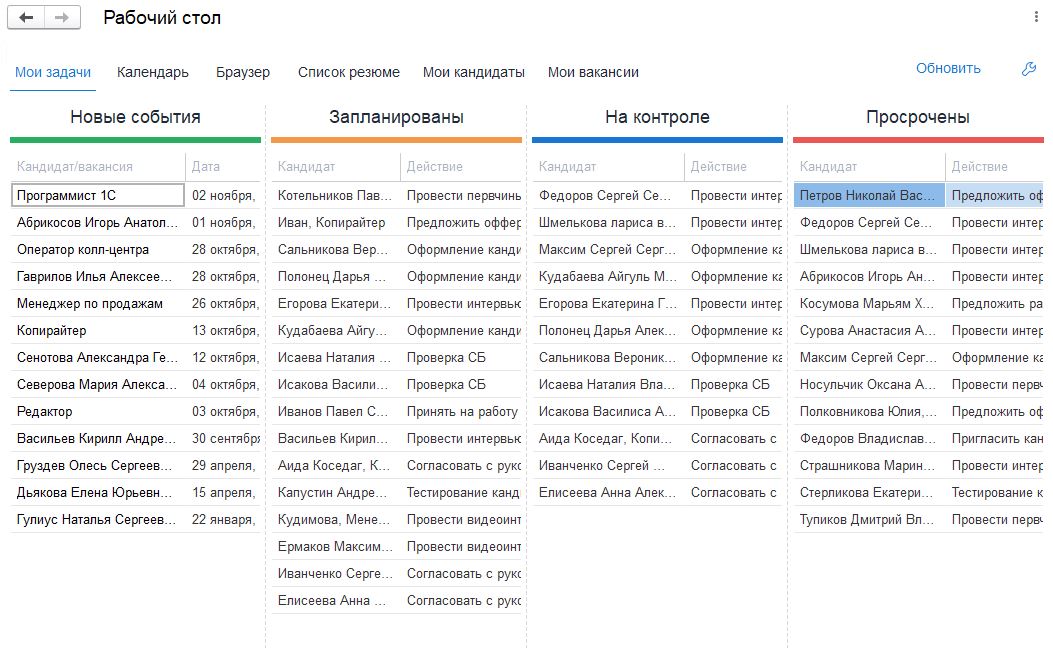 Рабочий стол
Мои задачи Календарь Браузер Список резюме Мои кандидаты Мои вакансии Обновить
Новые события Запланированы На контроле Просрочены
Кандидат/вакансия Дата Кандидат Действие Кандидат Действие Кандидат Действие
Программист 1С 02 ноября, Котельников Пав... Провести первичны Федоров Сергей Се... Провести интер Петров Николай Вас... Предложить оф
Абрикосов Игорь Анатол... 01 ноября, Иван, Копирайтер Предложить оффер Шмелькова лариса в... Провести интер Федоров Сергей Се... Провести интер
Оператор колл-центра 28 октября, Сальникова Вер... Оформление канди Максим Сергей Серг... Оформление ка Шмелькова лариса в... Провести интер
Гаврилов Илья Алексее... 28 октября, Полонец Дарья ... Оформление канди Кудабаева Айгуль М... Провести интер Абрикосов Игорь Ан... Провести интер
Менеджер по продажам 26 октября, Егорова Екатери... Провести интервью Егорова Екатерина Г... Провести интер Косумова Марьям Х... Предложить ра
Копирайтер 13 октября, Кудабаева Айгу... Оформление канди Полонец Дарья Алек... Оформление ка Сурова Анастасия А... Провести интер
Сенотова Александра Ге... 12 октября, Исаева Наталия ... Проверка СБ Сальникова Вероник... Оформление ка Максим Сергей Серг... Оформление ка
Северова Мария Алекса... 04 октября, Исакова Васили... Проверка СБ Исаева Наталия Вла... Проверка СБ Носульчик Оксана А... Провести первч
Редактор 03 октября, Иванов Павел С... Принять на работу Исакова Василиса А... Проверка СБ Полковникова Юлия,... Предложить оф
Васильев Кирилл Андре... 30 сентября Васильев Кирил... Провести интервью Аида Коседаг, Копи... Согласовать с Федоров Владислав... Пригласить кан
Груздев Олесь Сергеев... 29 апреля, Аида Коседаг, К... Согласовать с рукс Иванченко Сергей ... Согласовать с Страшникова Марин... Провести интер
Дьякова Елена Юрьевн... 15 апреля, Капустин Андре... Тестирование канд Елисеева Анна Алек... Согласовать с Стерликова Екатери... Тестирование к
Гулиус Наталья Сергеев... 22 января, Кудимова, Мене... Провести видеоинт Тупиков Дмитрий Вл... Провести первч
Ермаков Максим... Провести видеоинт
Иванченко Серге... Согласовать с рукс
Елисеева Анна ... Согласовать с рукс